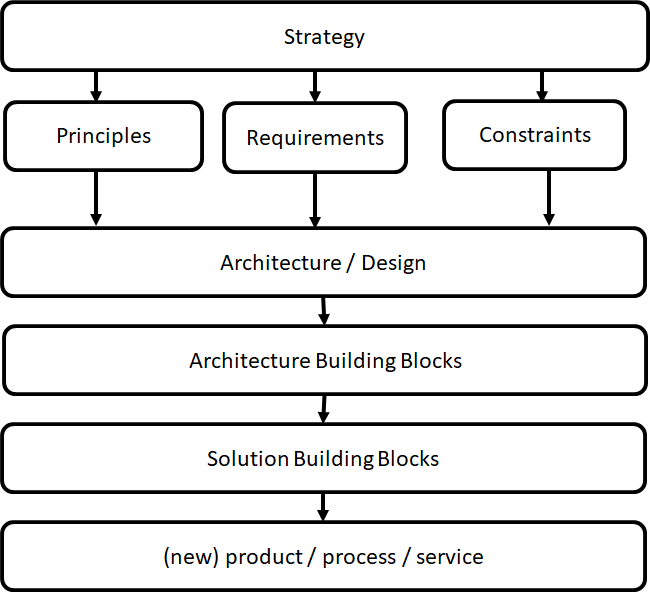 Strategy
Principles
Requirements
Constraints
Architecture / Design
Architecture Building Blocks
Solution Building Blocks
(new) product / process / service